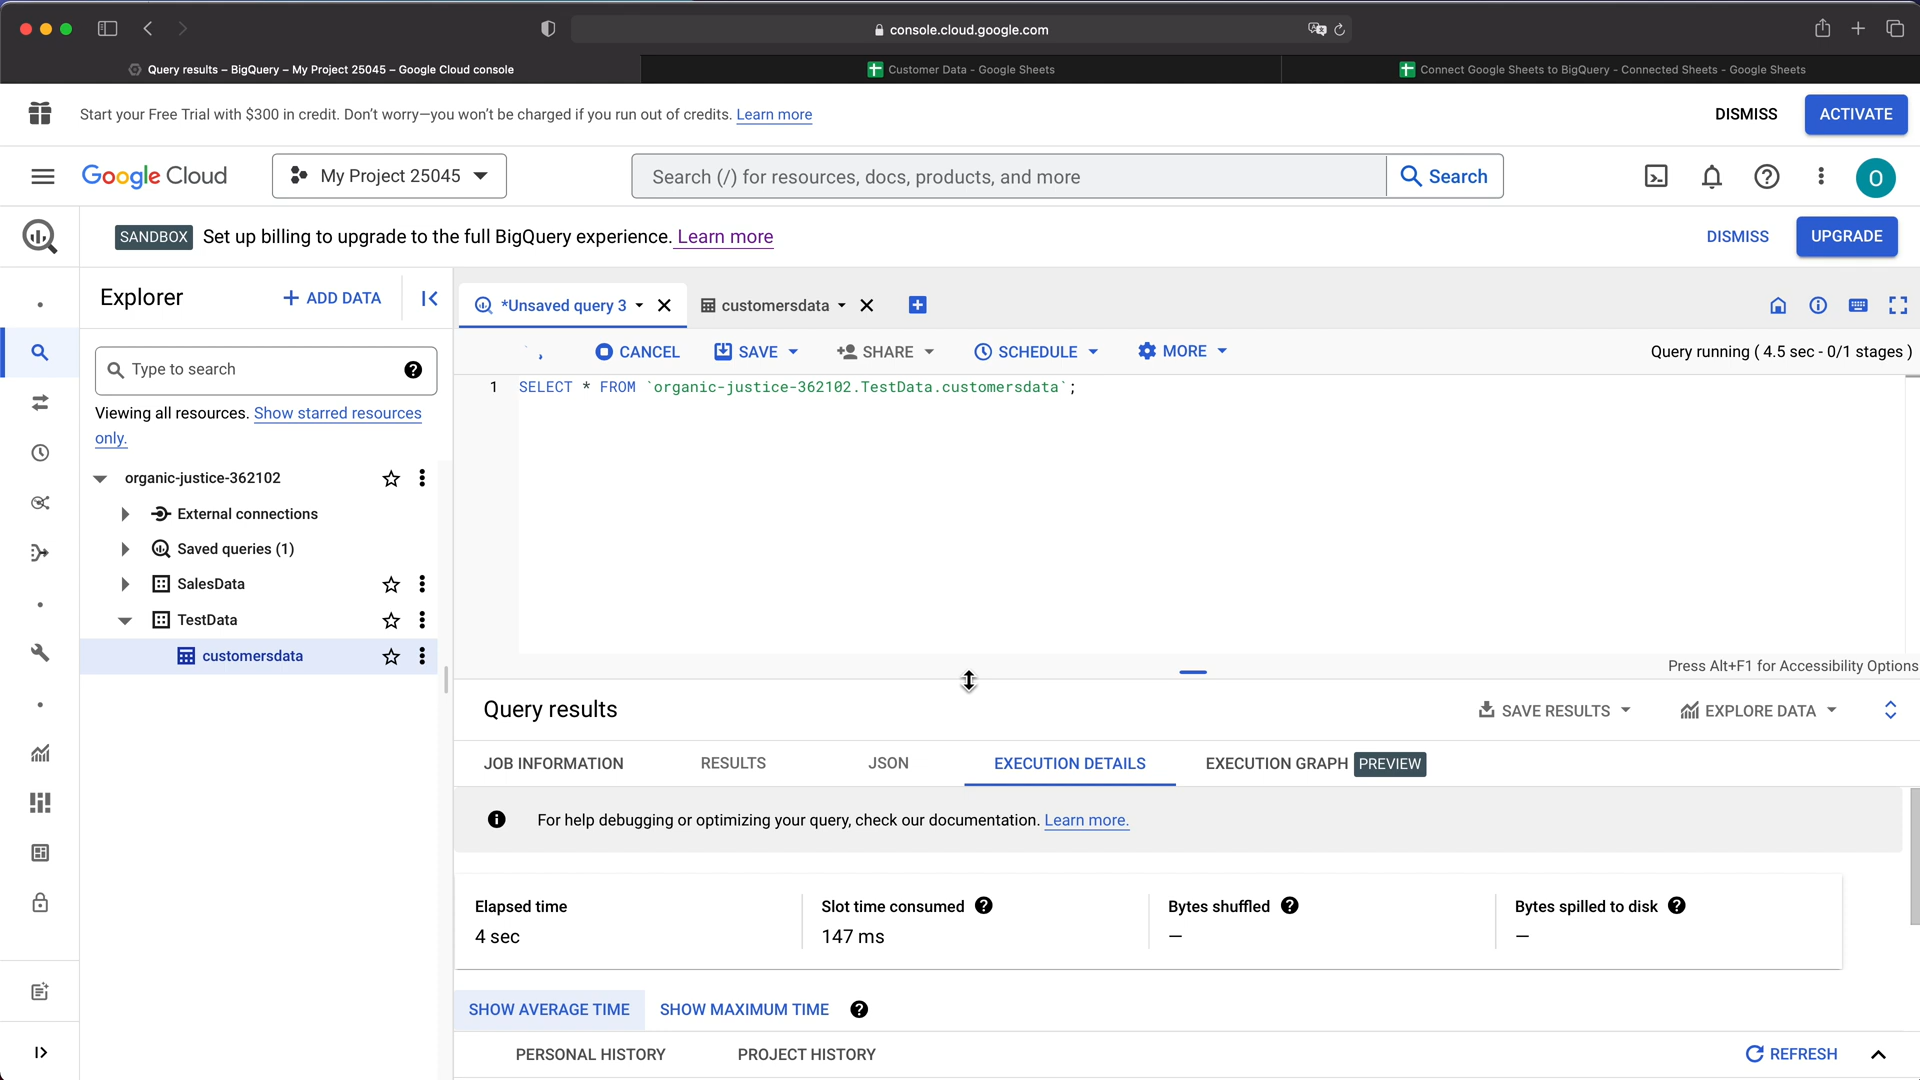 console.cloud.google.com
Query results – BigQuery – My Project 25045 – Google Cloud console
Customer Data - Google Sheets
Connect Google Sheets to BigQuery - Connected Sheets - Google Sheets
Start your Free Trial with $300 in credit. Don’t worry—you won’t be charged if you run out of credits. Learn more
DISMISS
ACTIVATE
Google Cloud
My Project 25045
Search (/) for resources, docs, products, and more
Search
O
SANDBOX
Set up billing to upgrade to the full BigQuery experience. Learn more
DISMISS
UPGRADE
Explorer
+ ADD DATA
*Unsaved query 3
customersdata
Type to search
Viewing all resources. Show starred resources
only.
organic-justice-362102
External connections
Saved queries (1)
SalesData
TestData
customersdata
CANCEL
SAVE
SHARE
SCHEDULE
MORE
Query running ( 4.5 sec - 0/1 stages )
1 SELECT * FROM `organic-justice-362102.TestData.customersdata`;
Press Alt+F1 for Accessibility Options
Query results
SAVE RESULTS
EXPLORE DATA
JOB INFORMATION
RESULTS
JSON
EXECUTION DETAILS
EXECUTION GRAPH PREVIEW
For help debugging or optimizing your query, check our documentation. Learn more.
Elapsed time
4 sec
Slot time consumed
147 ms
Bytes shuffled
—
Bytes spilled to disk
—
SHOW AVERAGE TIME
SHOW MAXIMUM TIME
PERSONAL HISTORY
PROJECT HISTORY
REFRESH